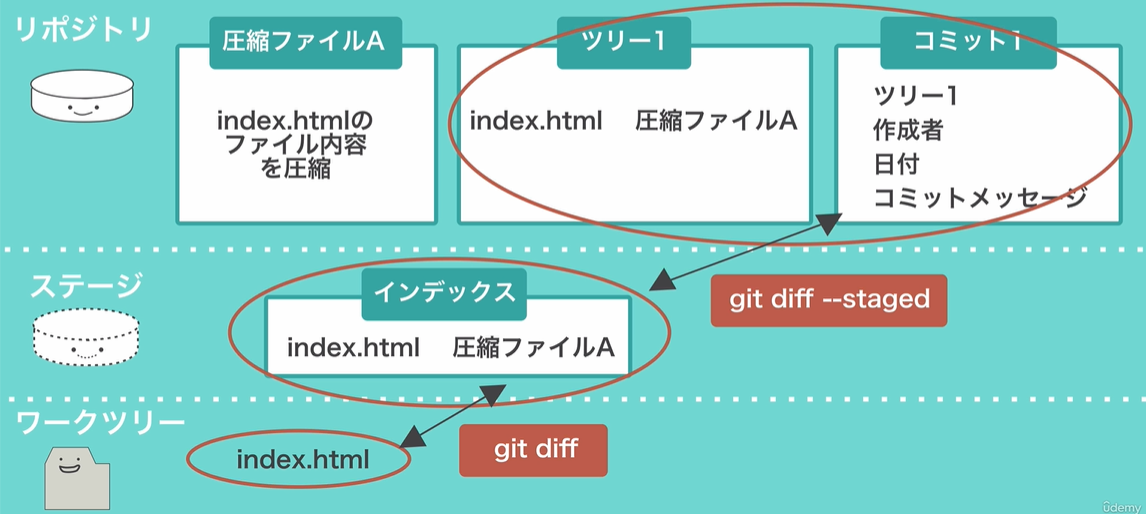 リポジトリ
圧縮ファイルA
index.htmlの
ファイル内容
を圧縮
ツリー1
index.html 圧縮ファイルA
コミット1
ツリー1
作成者
日付
コミットメッセージ
ステージ
インデックス
index.html 圧縮ファイルA
git diff --staged
ワークツリー
index.html
git diff
ûdemy